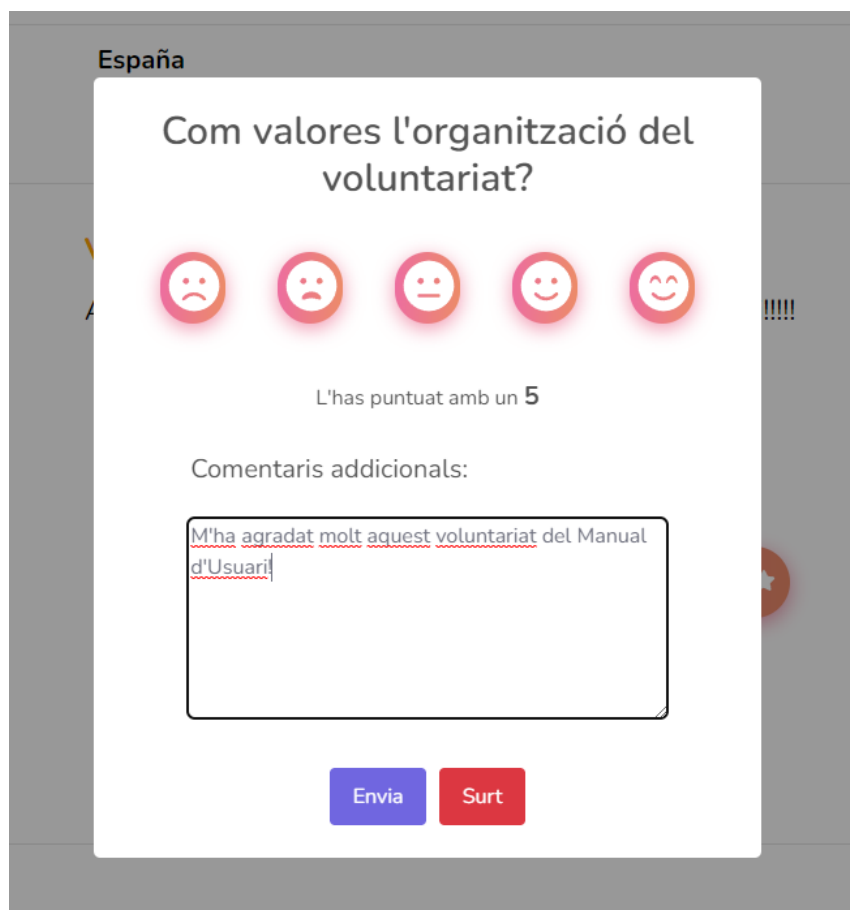 España
Com valores l'organització del
voluntariat?
!!!!!
L'has puntuat amb un 5
Comentaris addicionals:
M'ha agradat molt aquest voluntariat del Manual
d'Usuari!
Envia Surt